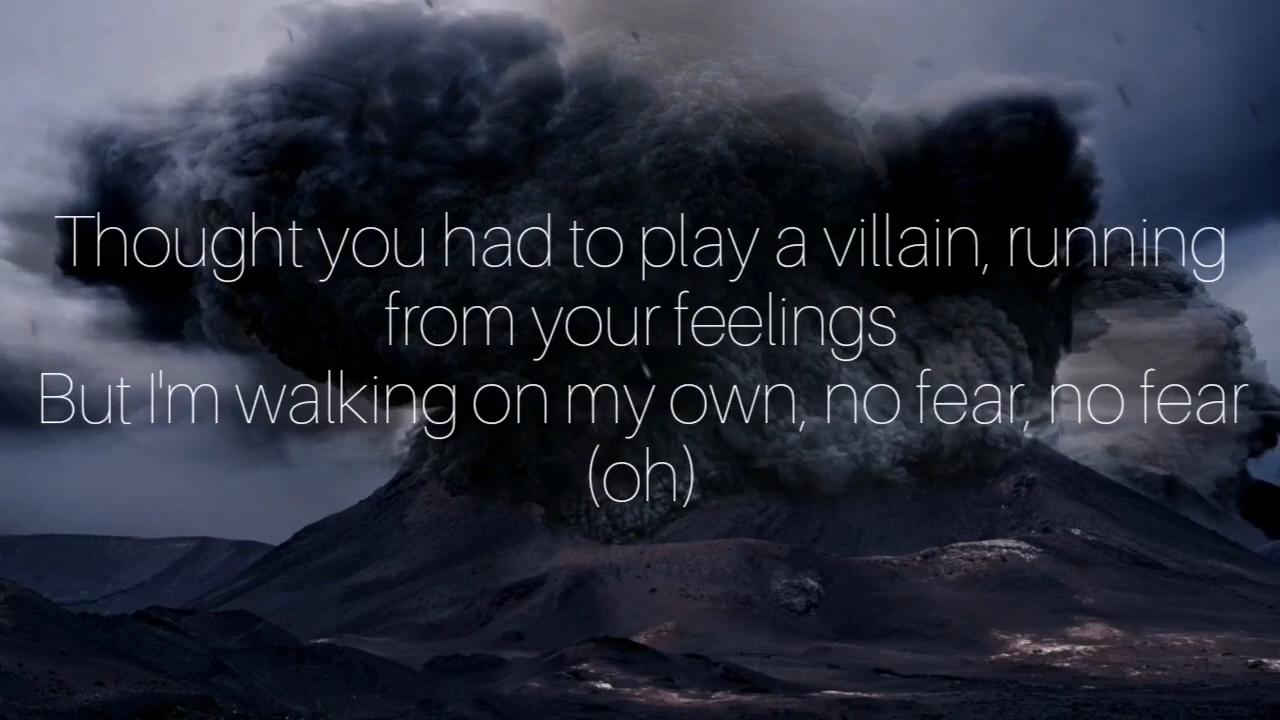 Thought you had to play a villain, running
from your feelings
But I'm walking on my own, no fear, no fear
(oh)